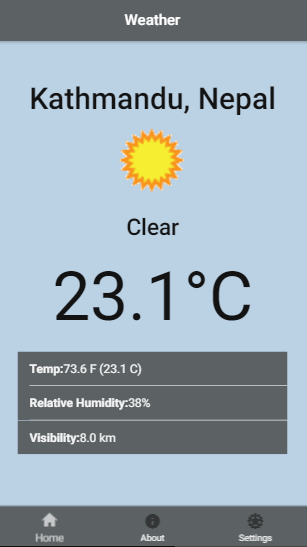 Weather
Kathmandu, Nepal
Clear
23.1°C
Temp:73.6 F (23.1 C)
Relative Humidity:38%
Visibility:8.0 km
Home About Settings